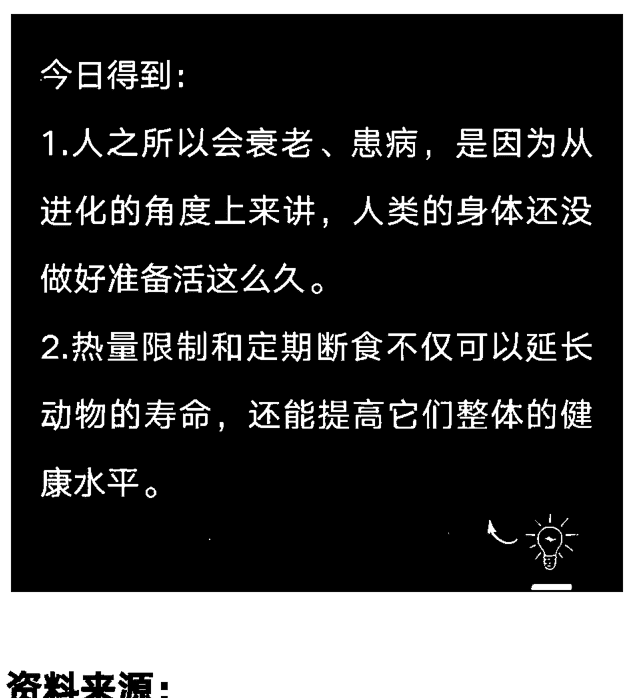 今日得到：
1.人之所以会衰老、患病，是因为从
进化的角度上来讲，人类的身体还没
做好准备活这么久。
2.热量限制和定期断食不仅可以延长
动物的寿命，还能提高它们整体的健
康水平。
资料来源：